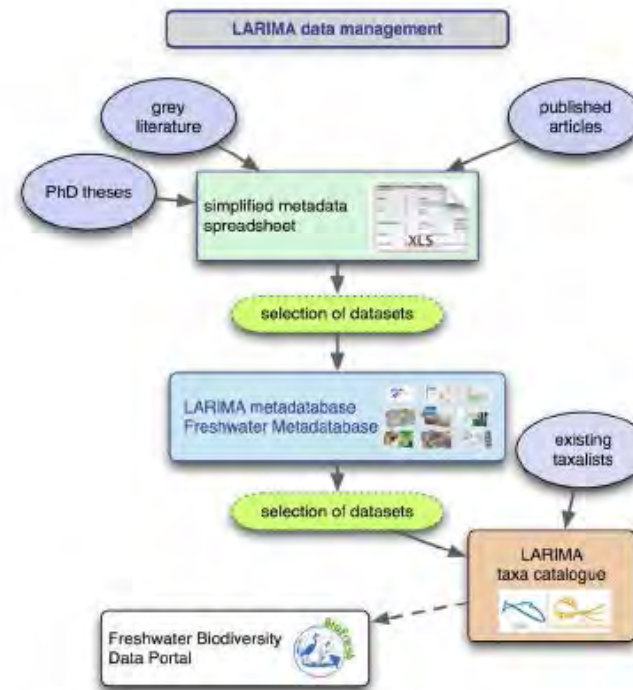 LARIMA data management
grey
literature
published
articles
PhD theses
simplified metadata
spreadsheet
XLS
selection of datasets
LARIMA metadatabase
Freshwater Metadatabase
existing
taxalists
selection of datasets
LARIMA
taxa catalogue
Freshwater Biodiversity
Data Portal
BioFresh